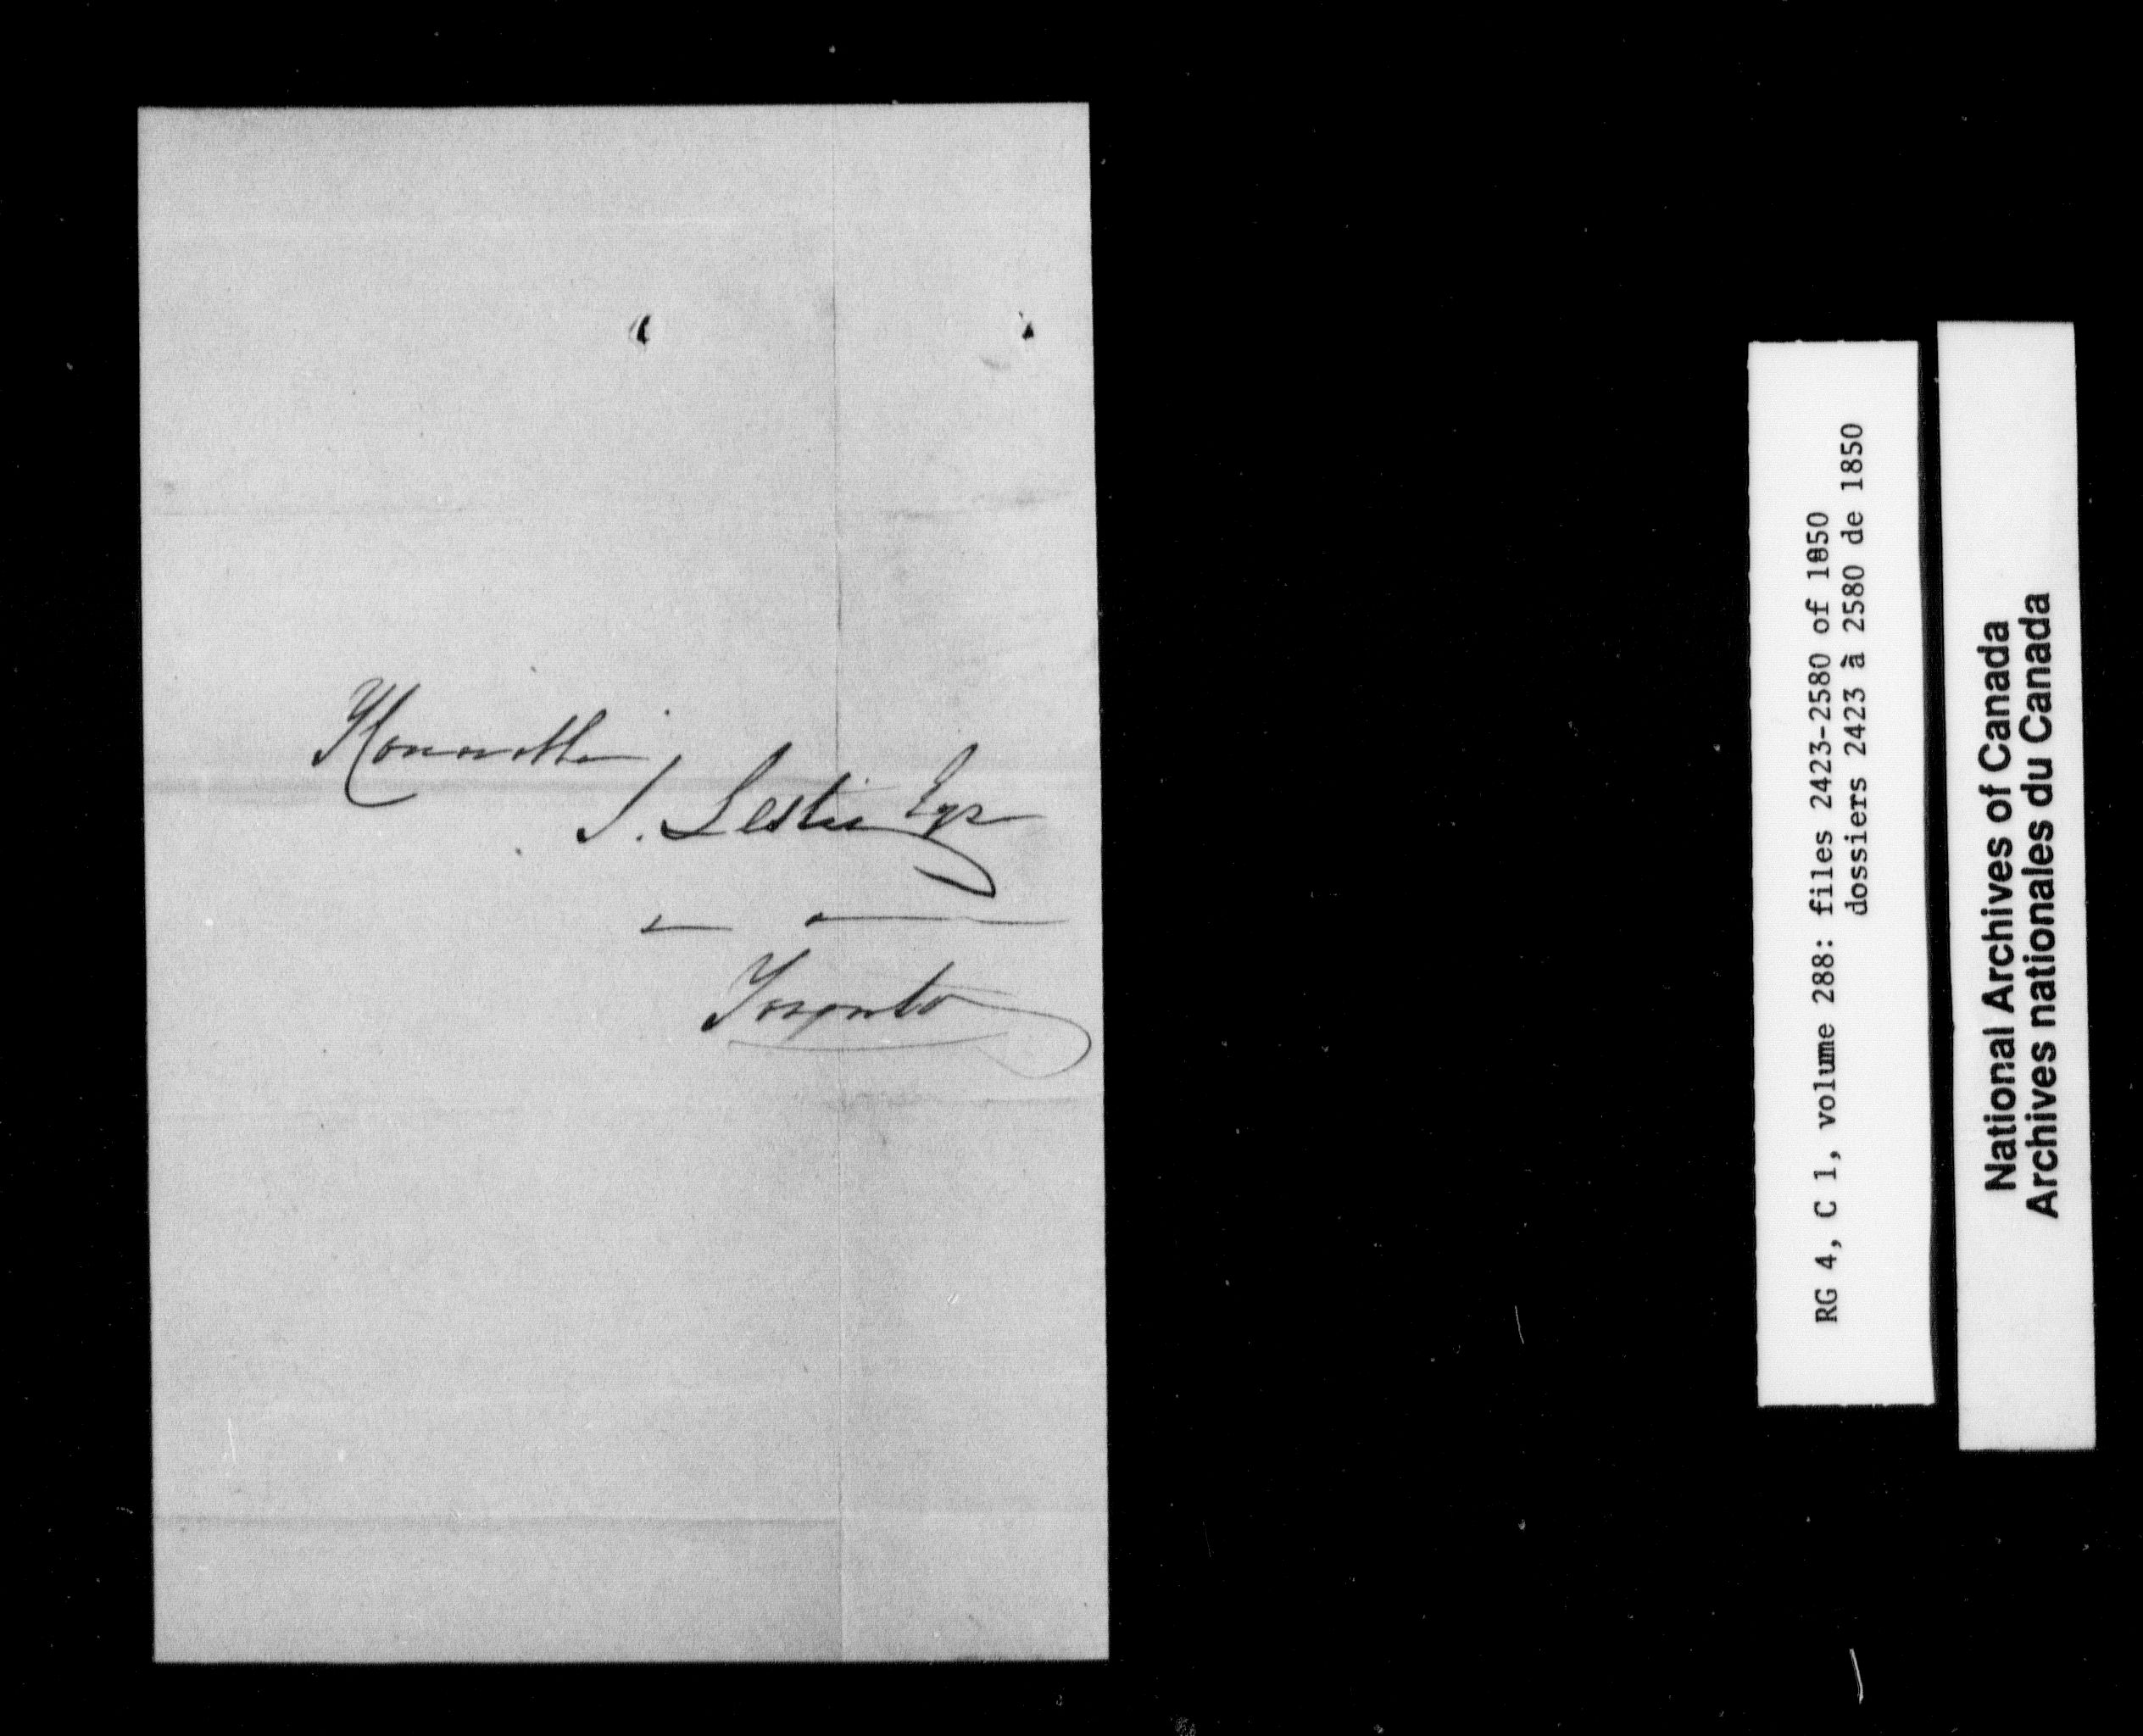 Honorable
J. Leslie Esqr
Toronto
RG 4, C 1, volume 288: files 2423-2580 of 1850
dossiers 2423 à 2580 de 1850
National Archives of Canada
Archives nationales du Canada